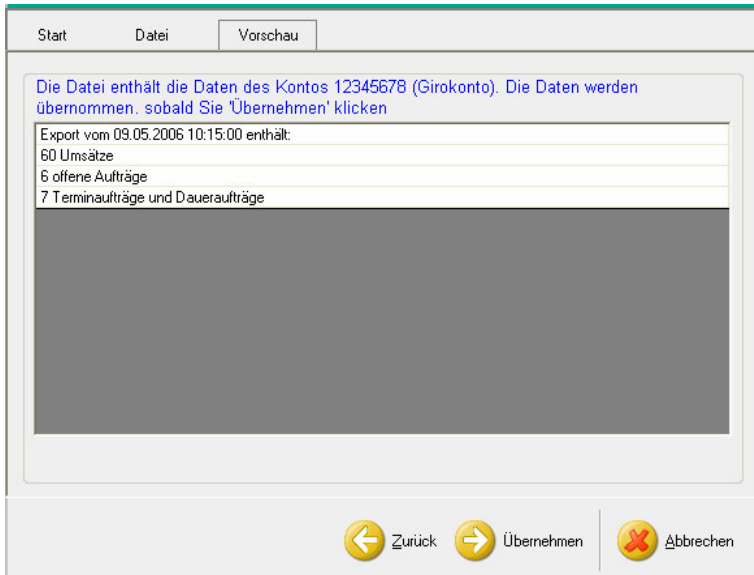 Start Datei Vorschau
Die Datei enthält die Daten des Kontos 12345678 (Girokonto). Die Daten werden
übernommen. sobald Sie 'Übernehmen' klicken
Export vom 09.05.2006 10:15:00 enthält:
60 Umsätze
6 offene Aufträge
7 Terminaufträge und Daueraufträge
Zurück Übernehmen Abbrechen